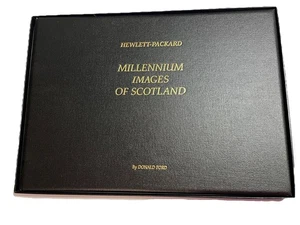 HEWLETT-PACKARD
MILLENNIUM
IMAGES
OF SCOTLAND
By DONALD FORD